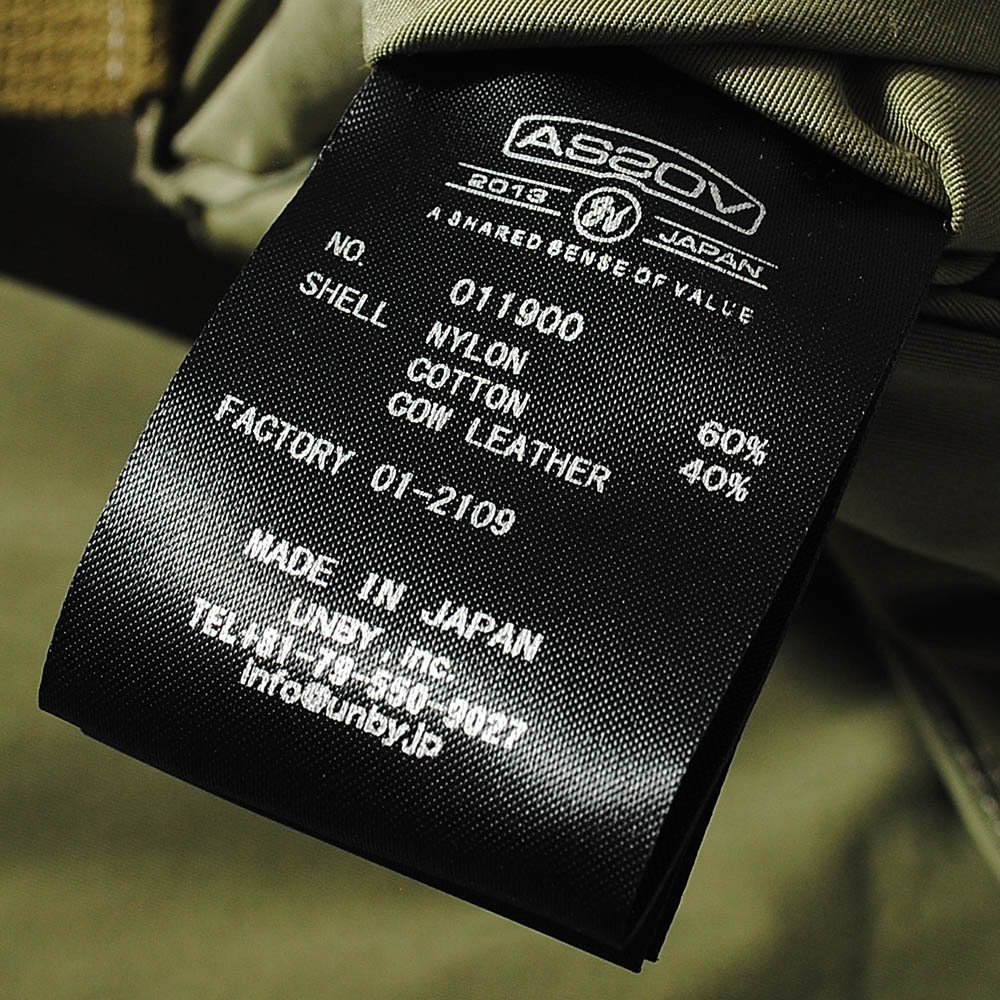 AS2OV
2013 JAPAN
A SHARED SENSE OF VALUE
NO. 011900
SHELL NYLON 60%
COTTON 40%
COW LEATHER
FACTORY 01-2109
MADE IN JAPAN
UNBY inc.
TEL+81-79-550-9027
info@unby.jp